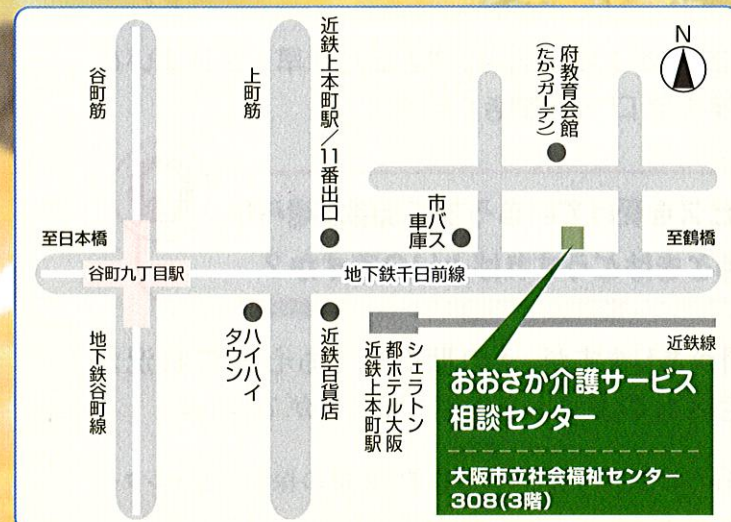 N
谷町筋
上町筋
近鉄上本町駅/11番出口
府教育会館
(たかつガーデン)
市バス
車庫
至日本橋
至鶴橋
谷町九丁目駅
地下鉄千日前線
地下鉄谷町線
ハイハイ
タウン
近鉄百貨店
シェラトン
都ホテル大阪
近鉄上本町駅
近鉄線
おおさか介護サービス
相談センター
大阪市立社会福祉センター
308(3階)